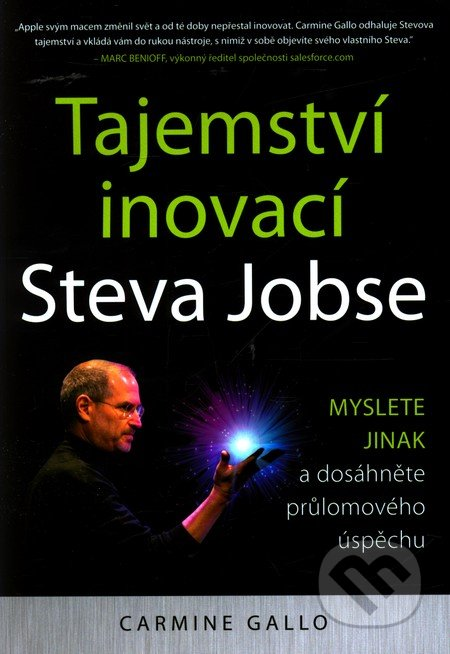 „Apple svým macem změnil svět a od té doby nepřestal inovovat. Carmine Gallo odhaluje Stevova
tajemství a vkládá vám do rukou nástroje, s nimiž v sobě objevíte svého vlastního Steva.“
– MARC BENIOFF, výkonný ředitel společnosti salesforce.com
Tajemství
inovací
Steva Jobse
MYSLETE
JINAK
a dosáhněte
průlomového
úspěchu
CARMINE GALLO